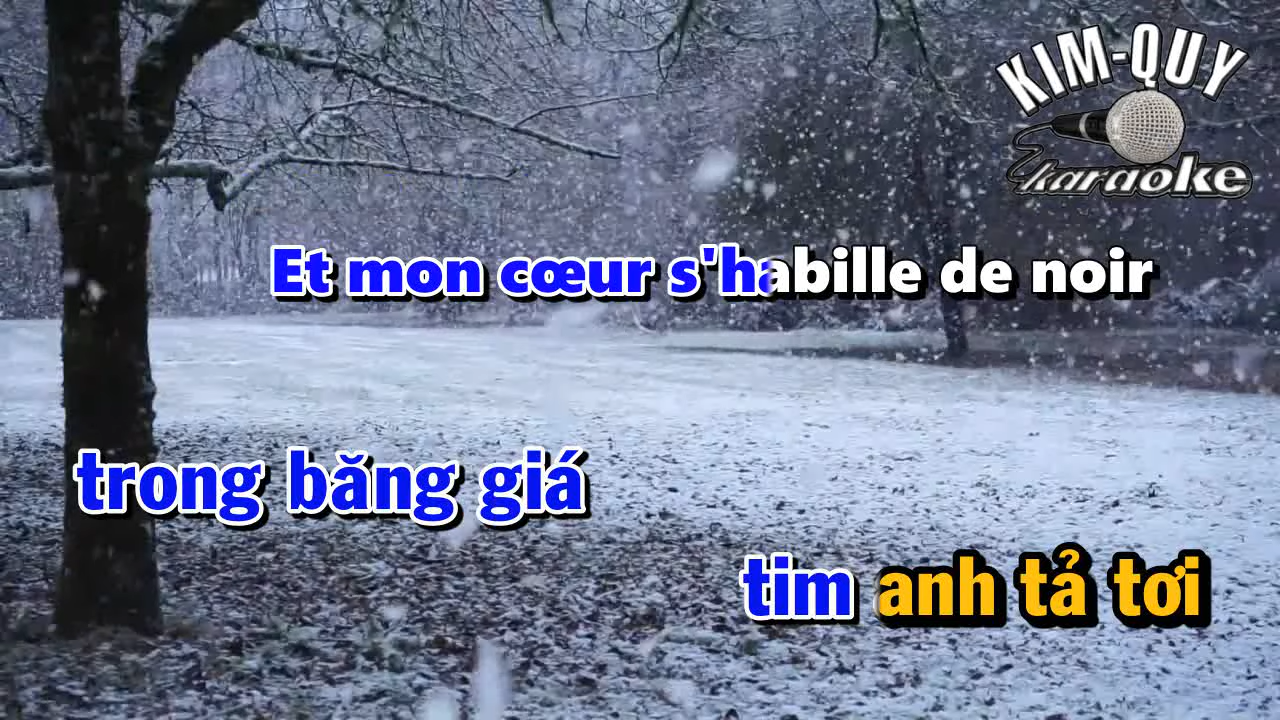 KIM-QUY
karaoke
Et mon cœur s'habille de noir
trong băng giá
tim anh tả tơi